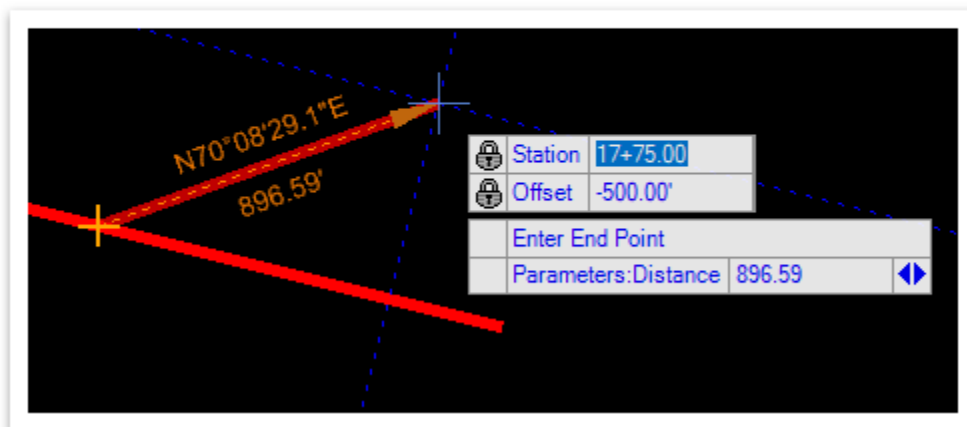 N70°08'29.1"E
896.59'
Station 17+75.00
Offset -500.00'
Enter End Point
Parameters:Distance 896.59